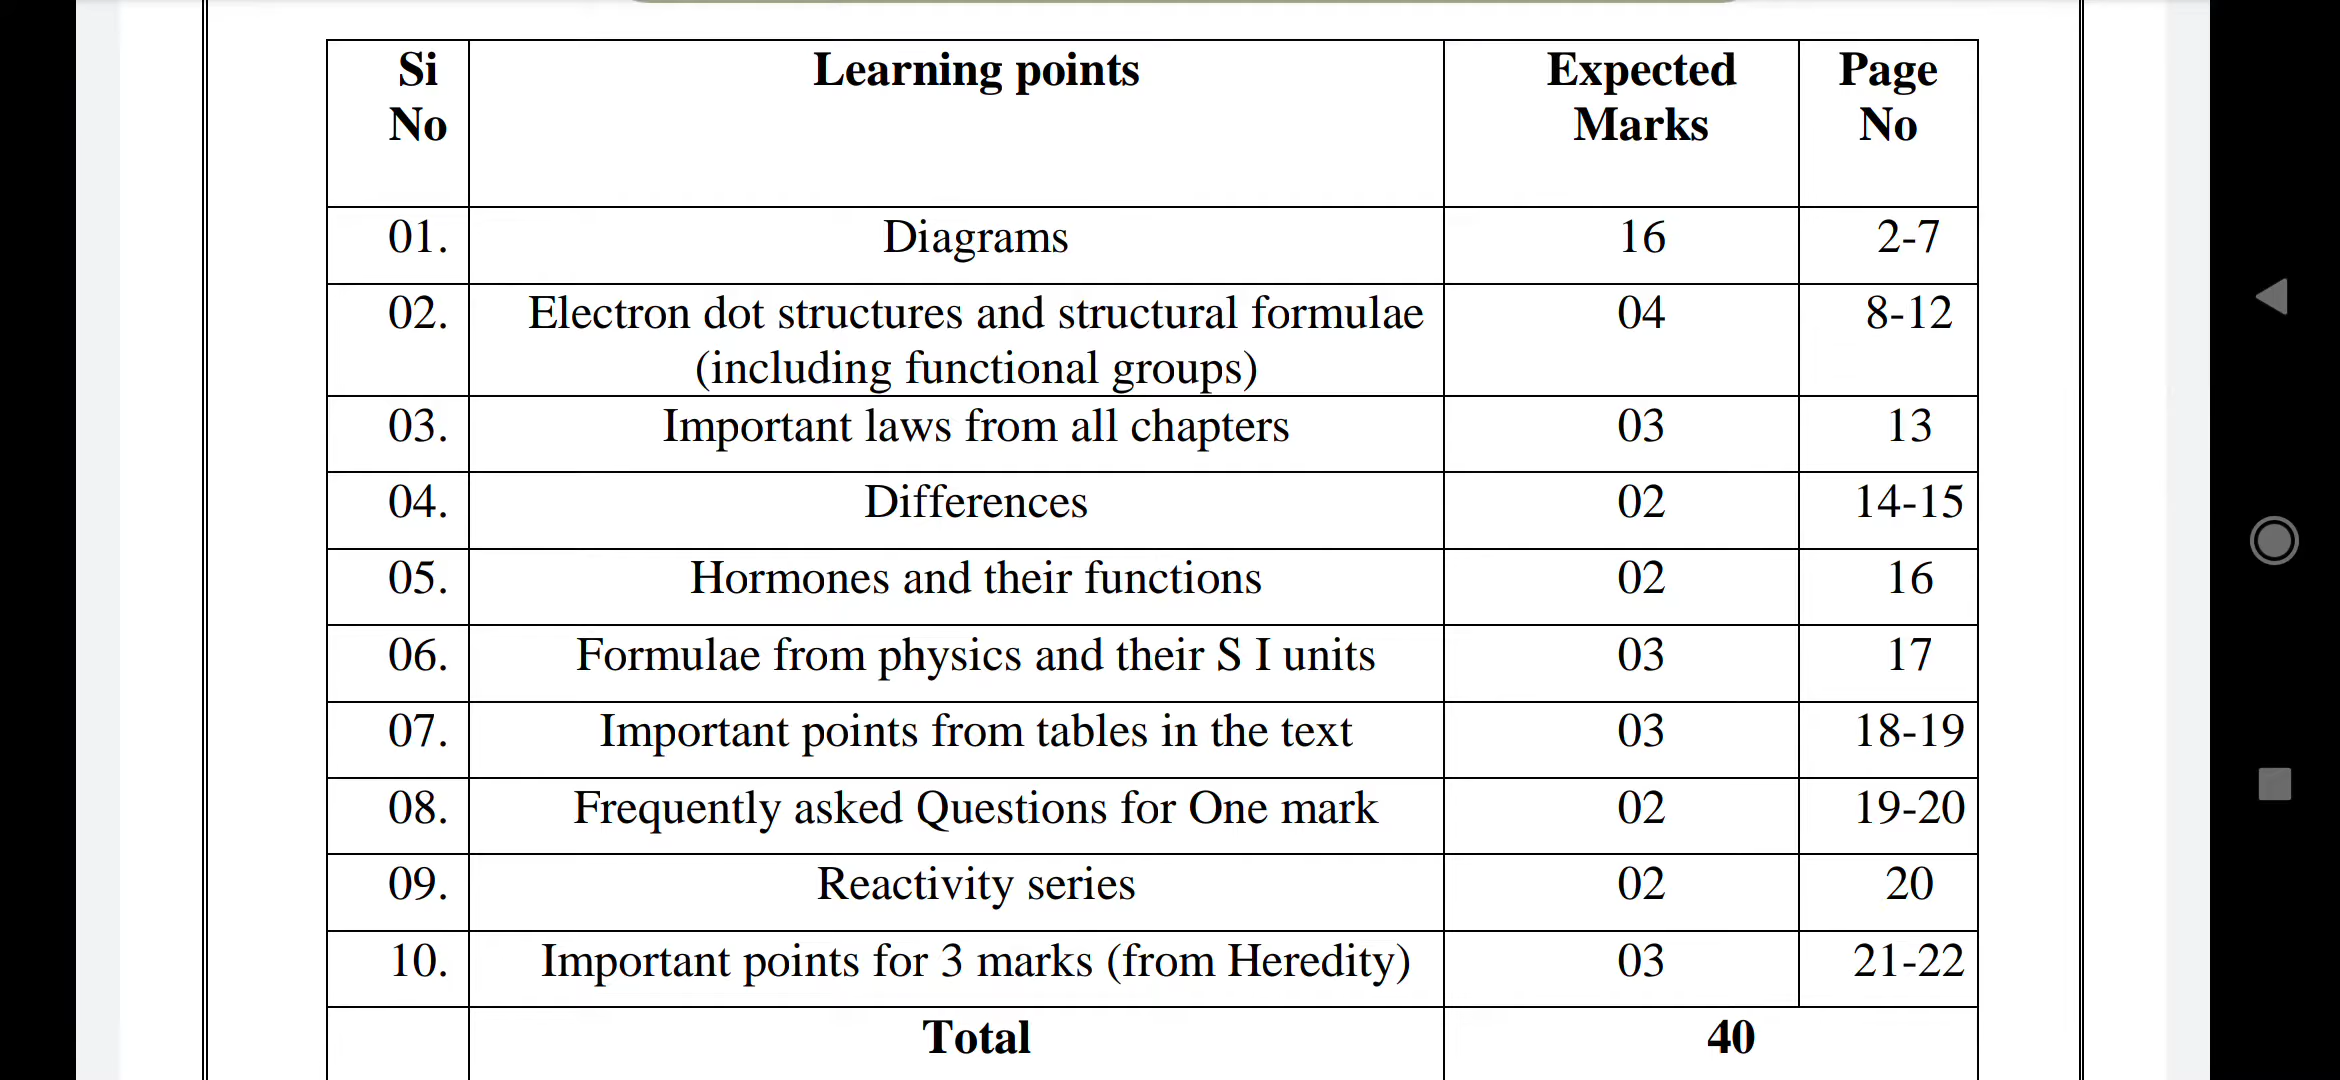 Si No Learning points Expected Marks Page No
01. Diagrams 16 2-7
02. Electron dot structures and structural formulae 04 8-12
(including functional groups)
03. Important laws from all chapters 03 13
04. Differences 02 14-15
05. Hormones and their functions 02 16
06. Formulae from physics and their S I units 03 17
07. Important points from tables in the text 03 18-19
08. Frequently asked Questions for One mark 02 19-20
09. Reactivity series 02 20
10. Important points for 3 marks (from Heredity) 03 21-22
Total 40